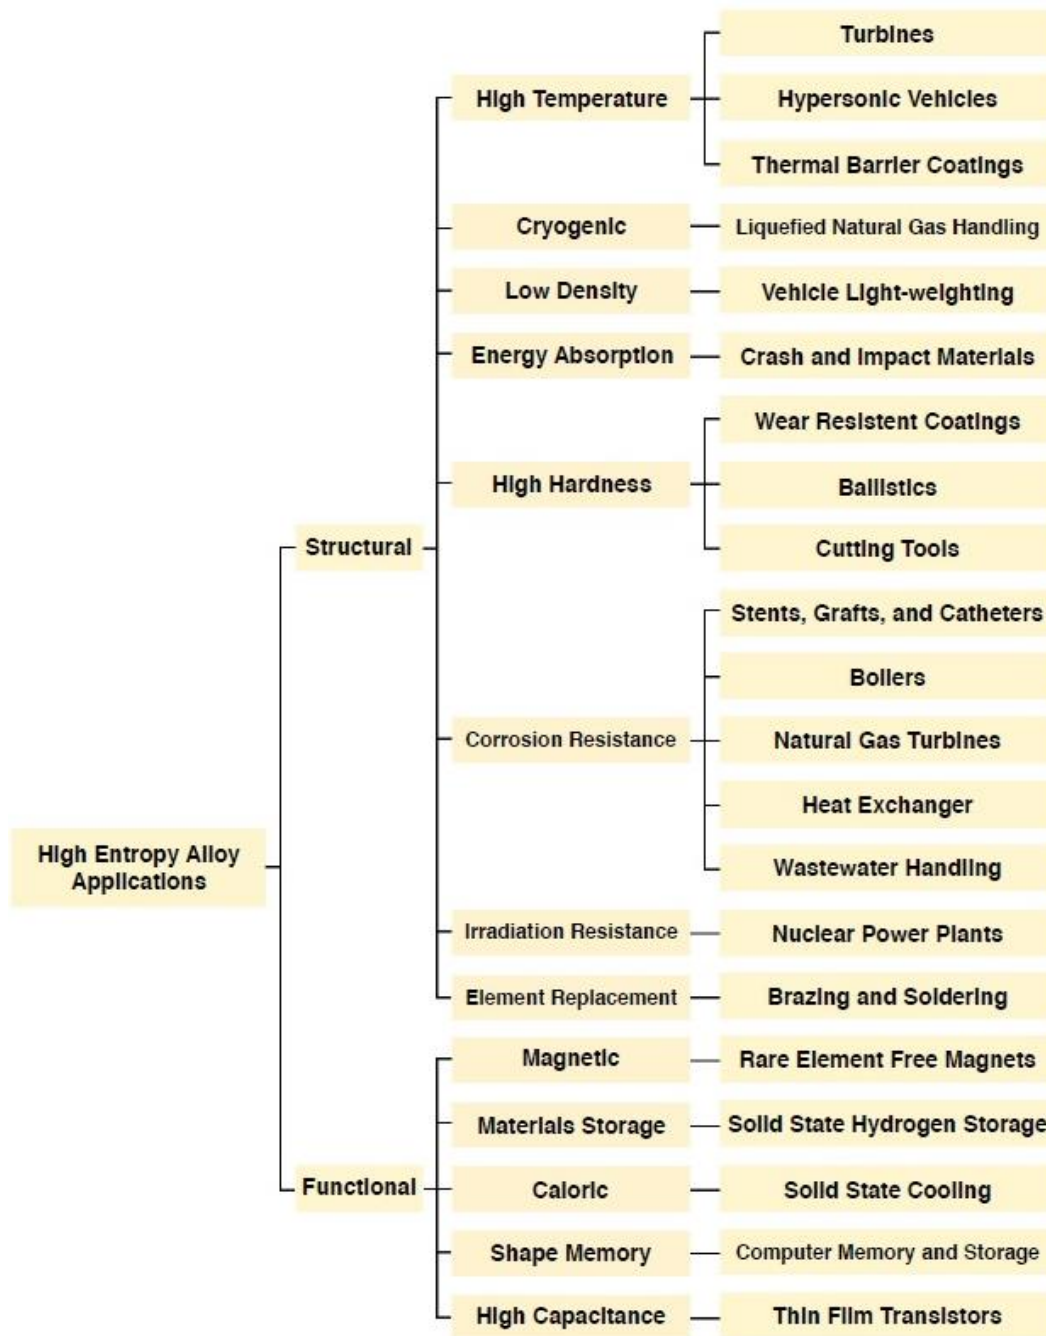 High Entropy Alloy
Applications
Structural
High Temperature
Turbines
Hypersonic Vehicles
Thermal Barrier Coatings
Cryogenic
Liquefied Natural Gas Handling
Low Density
Vehicle Light-weighting
Energy Absorption
Crash and Impact Materials
High Hardness
Wear Resistent Coatings
Ballistics
Cutting Tools
Corrosion Resistance
Stents, Grafts, and Catheters
Boilers
Natural Gas Turbines
Heat Exchanger
Wastewater Handling
Irradiation Resistance
Nuclear Power Plants
Element Replacement
Brazing and Soldering
Functional
Magnetic
Rare Element Free Magnets
Materials Storage
Solid State Hydrogen Storage
Caloric
Solid State Cooling
Shape Memory
Computer Memory and Storage
High Capacitance
Thin Film Transistors